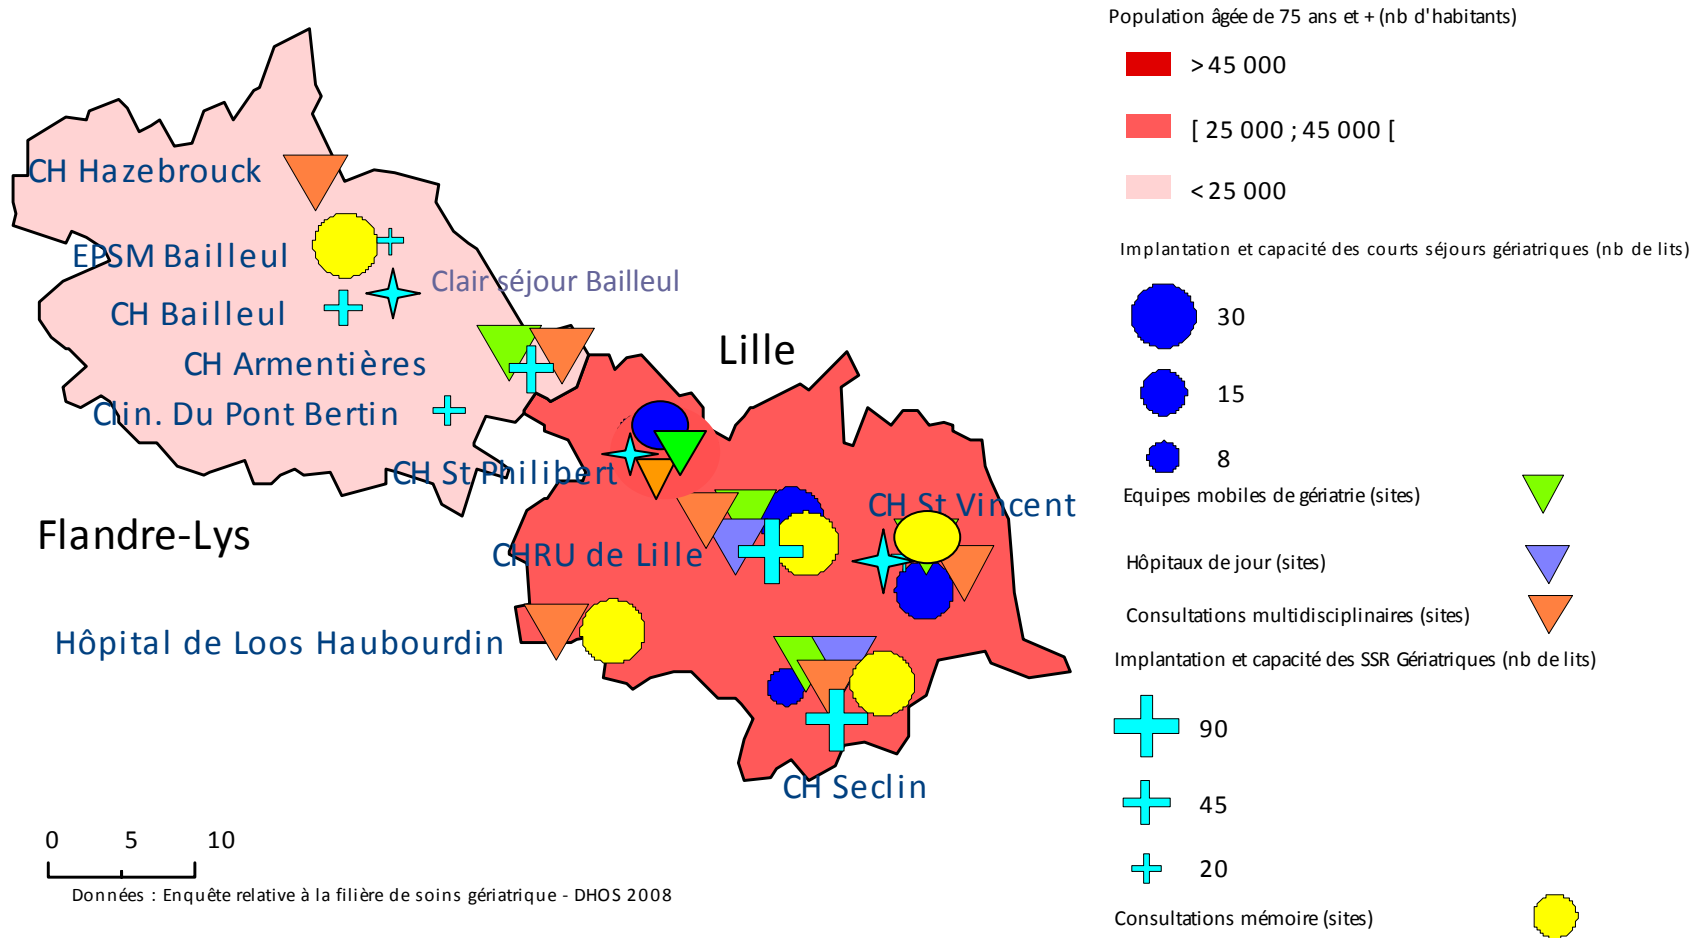 Population âgée de 75 ans et + (nb d'habitants)
> 45 000
[ 25 000 ; 45 000 [
< 25 000
Implantation et capacité des courts séjours gériatriques (nb de lits)
30
15
8
Equipes mobiles de gériatrie (sites)
Hôpitaux de jour (sites)
Consultations multidisciplinaires (sites)
Implantation et capacité des SSR Gériatriques (nb de lits)
90
45
20
Consultations mémoire (sites)
CH Hazebrouck
EPSM Bailleul
Clair séjour Bailleul
CH Bailleul
Lille
CH Armentières
Clin. Du Pont Bertin
CH St Philibert
CH St Vincent
Flandre-Lys
CHRU de Lille
Hôpital de Loos Haubourdin
CH Seclin
0 5 10
Données : Enquête relative à la filière de soins gériatrique - DHOS 2008